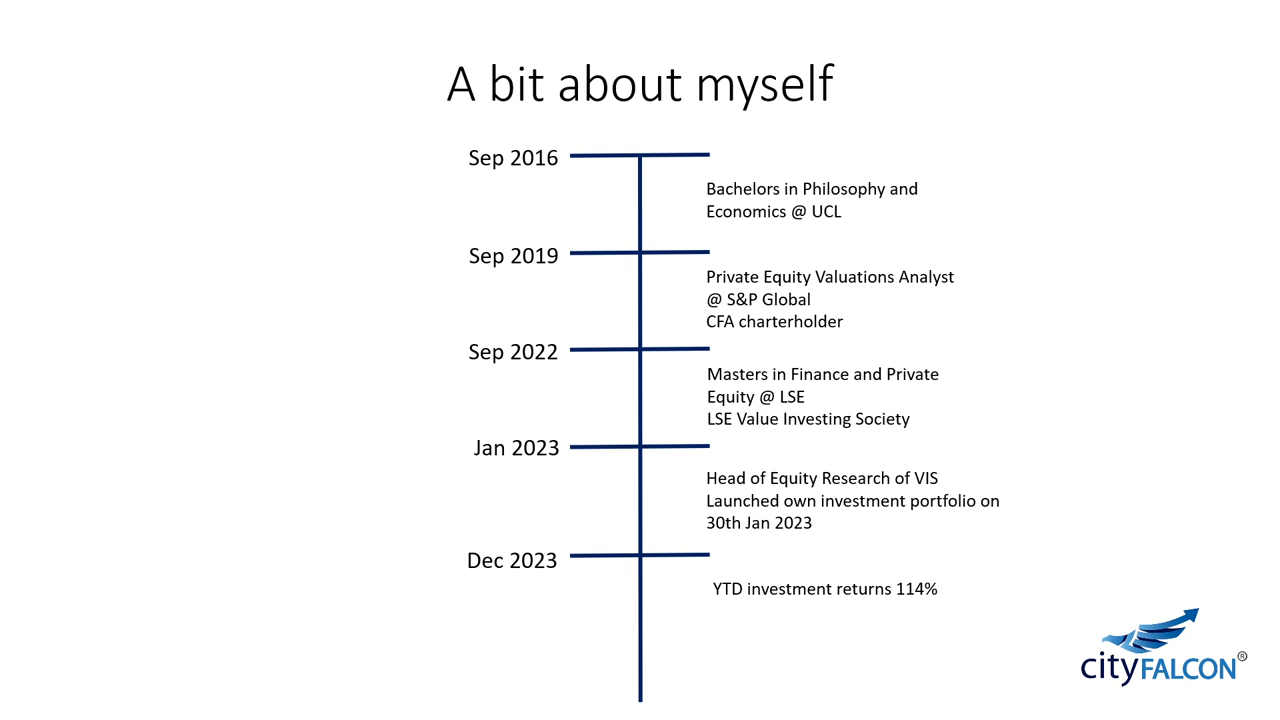 A bit about myself
Sep 2016
Bachelors in Philosophy and
Economics @ UCL
Sep 2019
Private Equity Valuations Analyst
@ S&P Global
CFA charterholder
Sep 2022
Masters in Finance and Private
Equity @ LSE
LSE Value Investing Society
Jan 2023
Head of Equity Research of VIS
Launched own investment portfolio on
30th Jan 2023
Dec 2023
YTD investment returns 114%
cityFALCON®